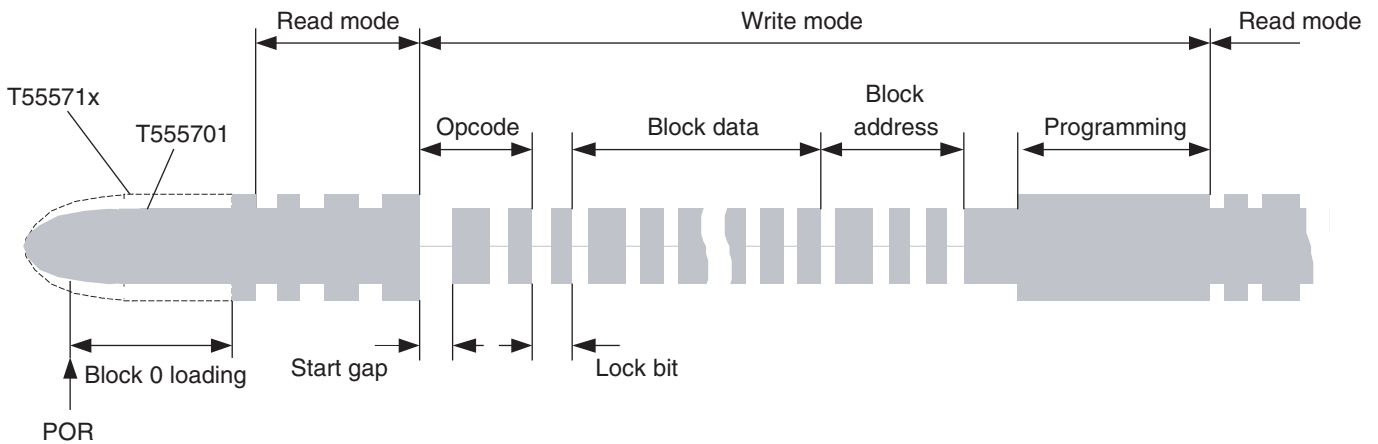 Read mode
Write mode
Read mode
T55571x
T555701
Opcode
Block data
Block
address
Programming
Block 0 loading
Start gap
Lock bit
POR